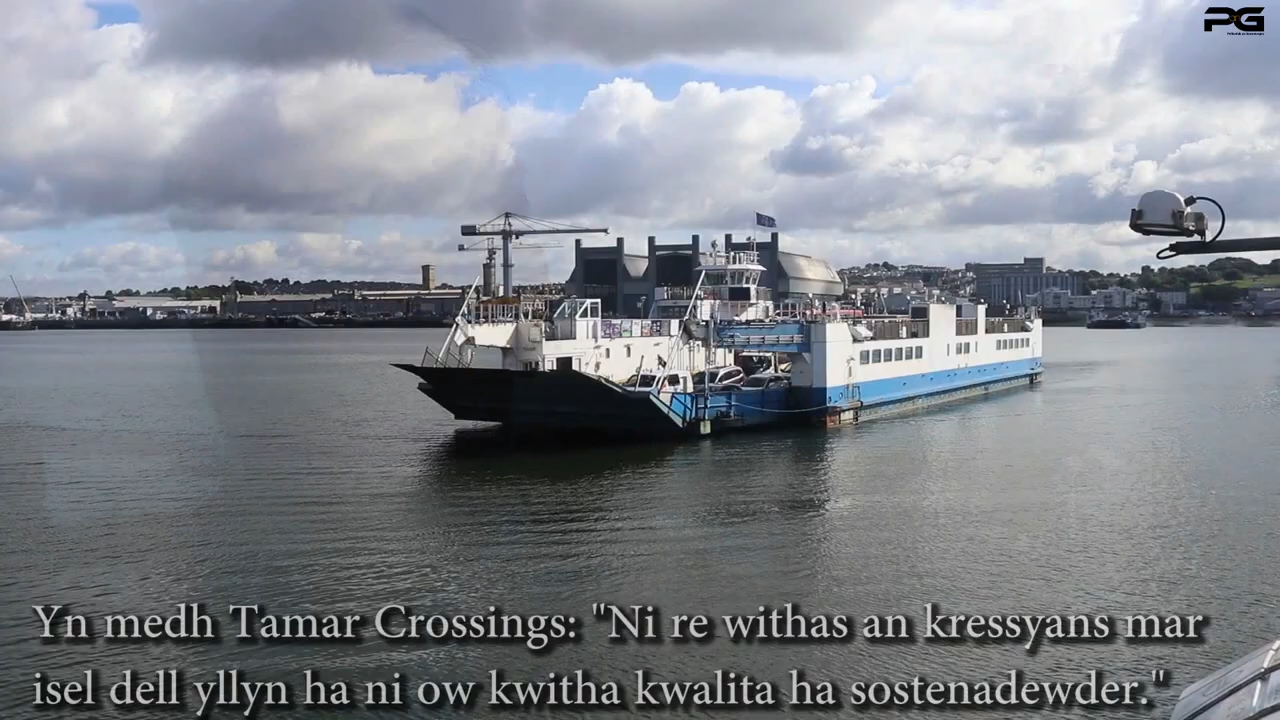 PG
Yn medh Tamar Crossings: "Ni re withas an kressyans mar
isel dell yllyn ha ni ow kwitha kwalita ha sostenadewder."